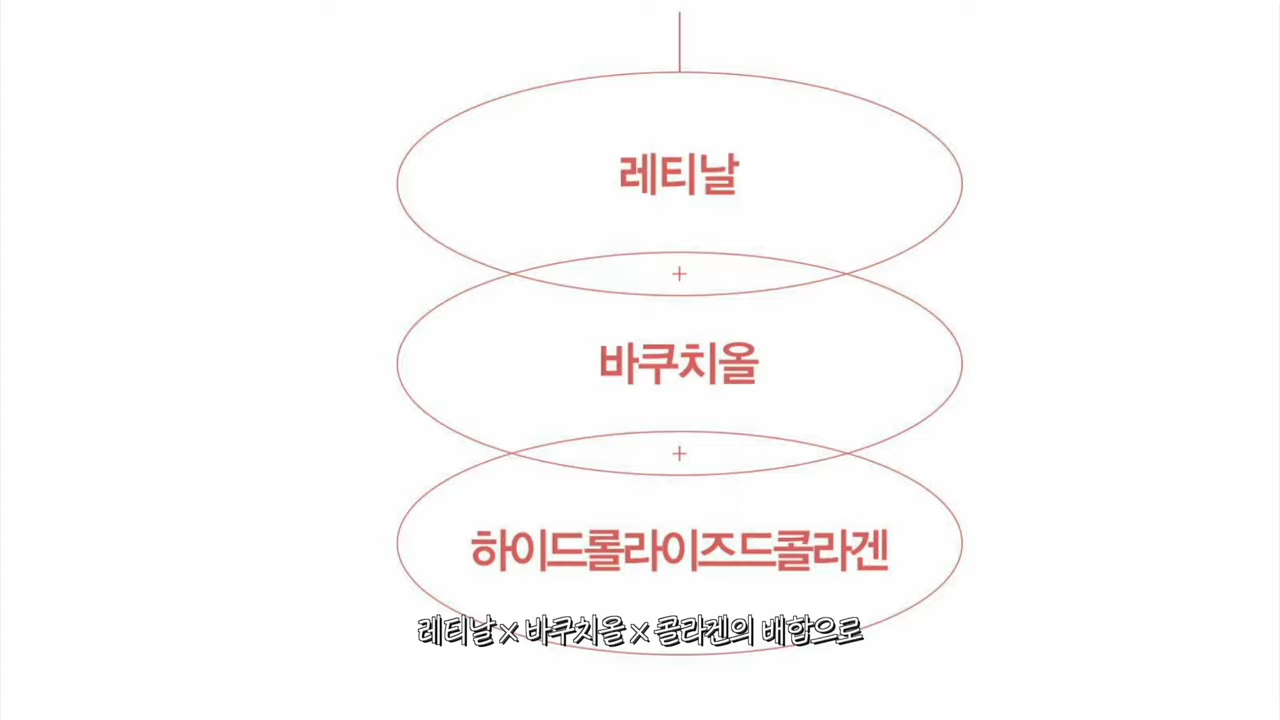 레티날
+
바쿠치올
+
하이드롤라이즈드콜라겐
레티날 x 바쿠치올 x 콜라겐의 배합으로